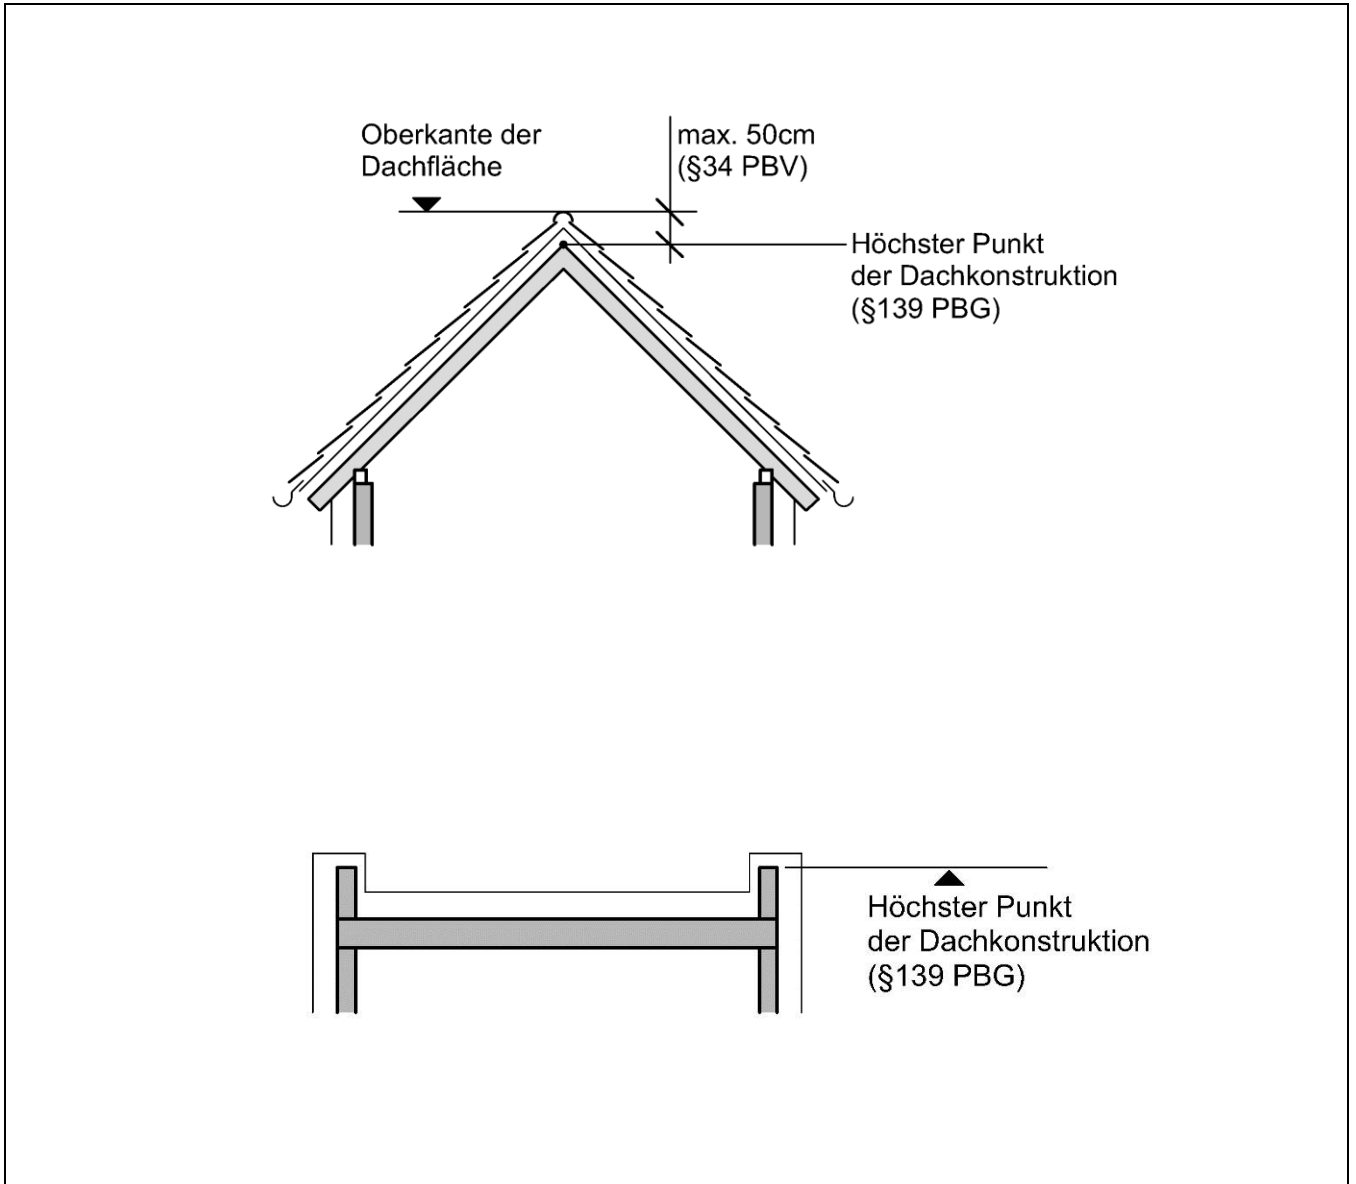 Oberkante der
Dachfläche
max. 50cm
(§34 PBV)
Höchster Punkt
der Dachkonstruktion
(§139 PBG)
Höchster Punkt
der Dachkonstruktion
(§139 PBG)